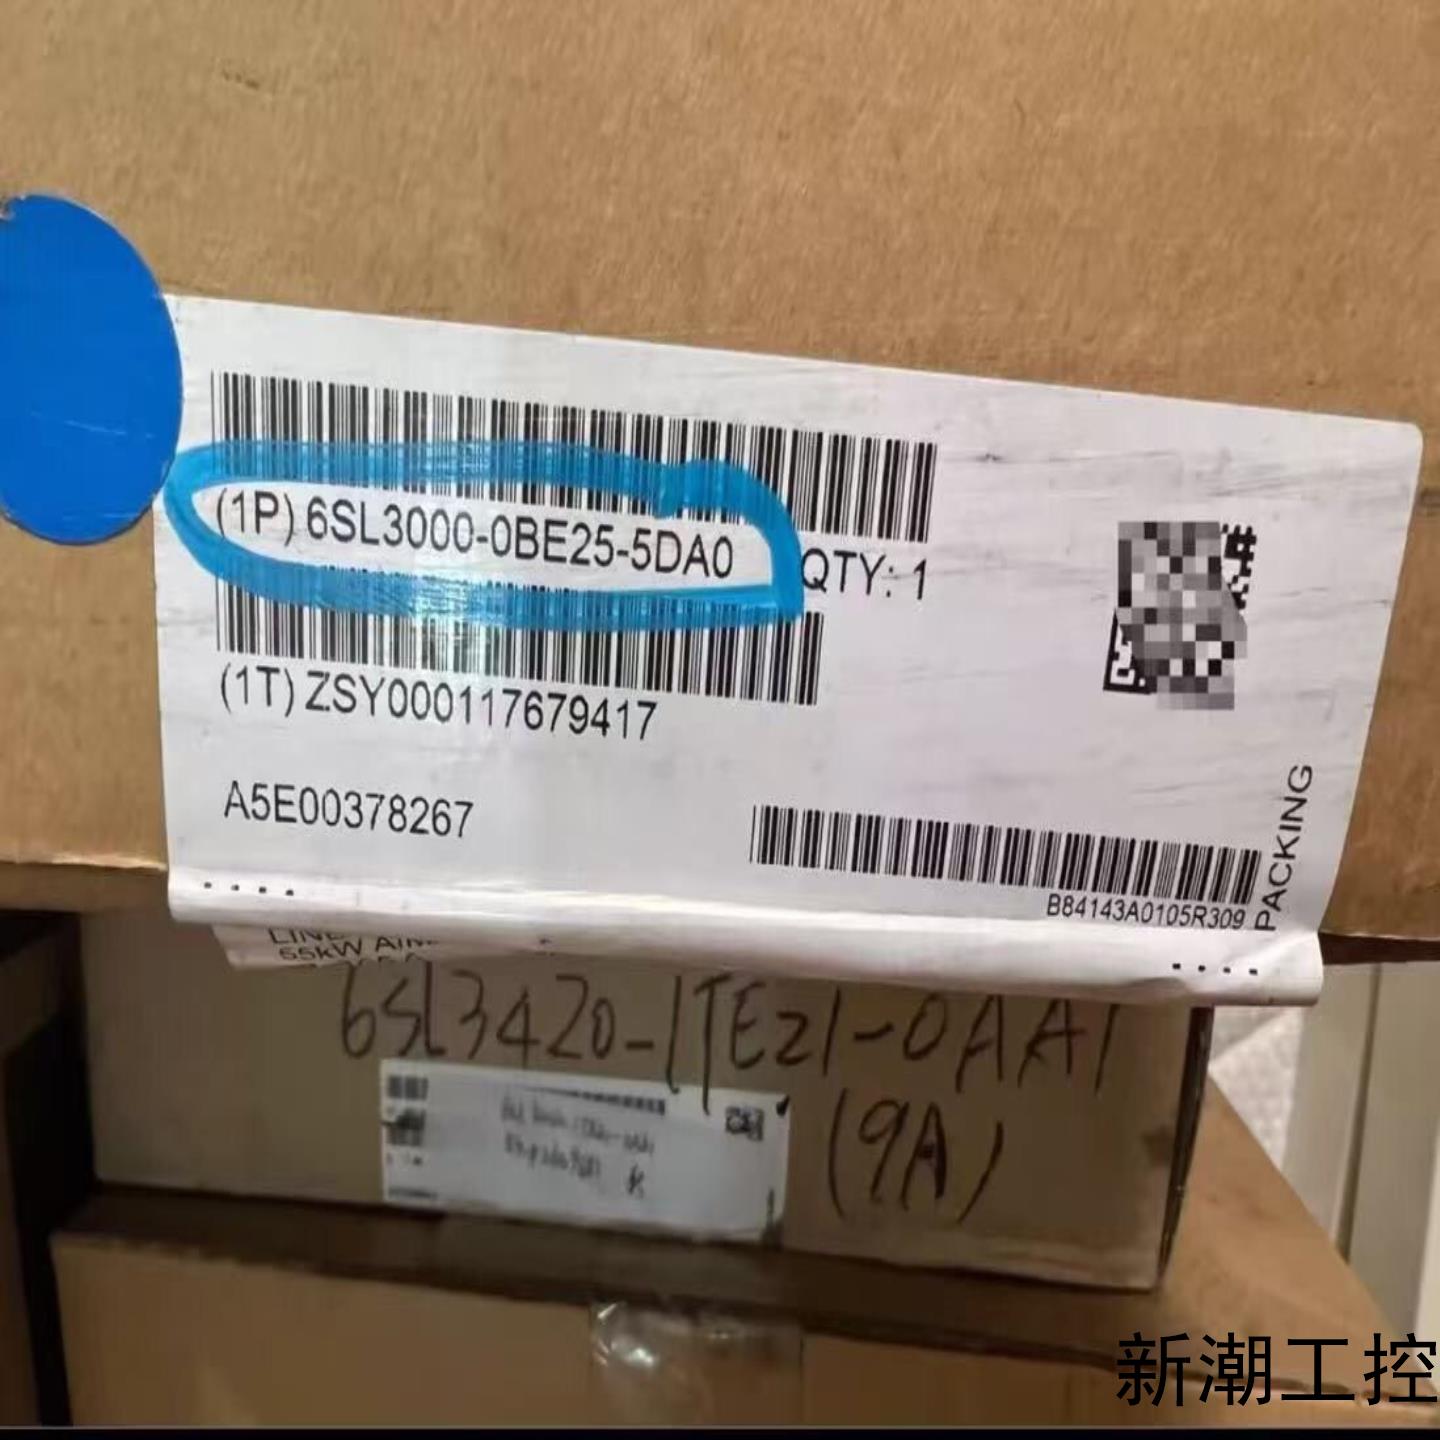 (1P) 6SL3000-0BE25-5DA0
QTY: 1
(1T) ZSY000117679417
A5E00378267
B84143A0105R309
PACKING
55kW
6SL3420-1TE21-0AA1
(9A)
新潮工控